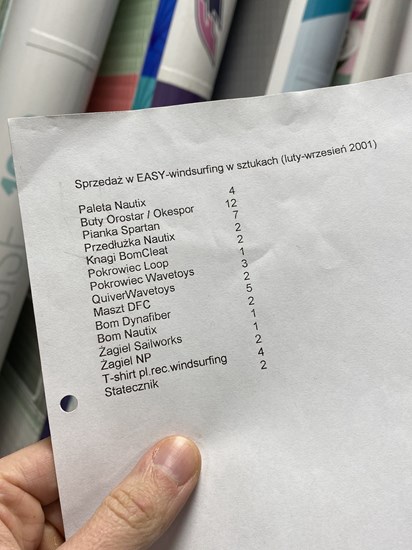 Sprzedaż w EASY-windsurfing w sztukach (luty-wrzesień 2001)
Paleta Nautix 4
Buty Orostar / Okespor 12
Pianka Spartan 7
Przedłużka Nautix 2
Knagi BomCleat 2
Pokrowiec Loop 1
Pokrowiec Wavetoys 3
QuiverWavetoys 2
Maszt DFC 5
Bom Dynafiber 2
Bom Nautix 1
Żagiel Sailworks 1
Żagiel NP 2
T-shirt pl.rec.windsurfing 4
Statecznik 2